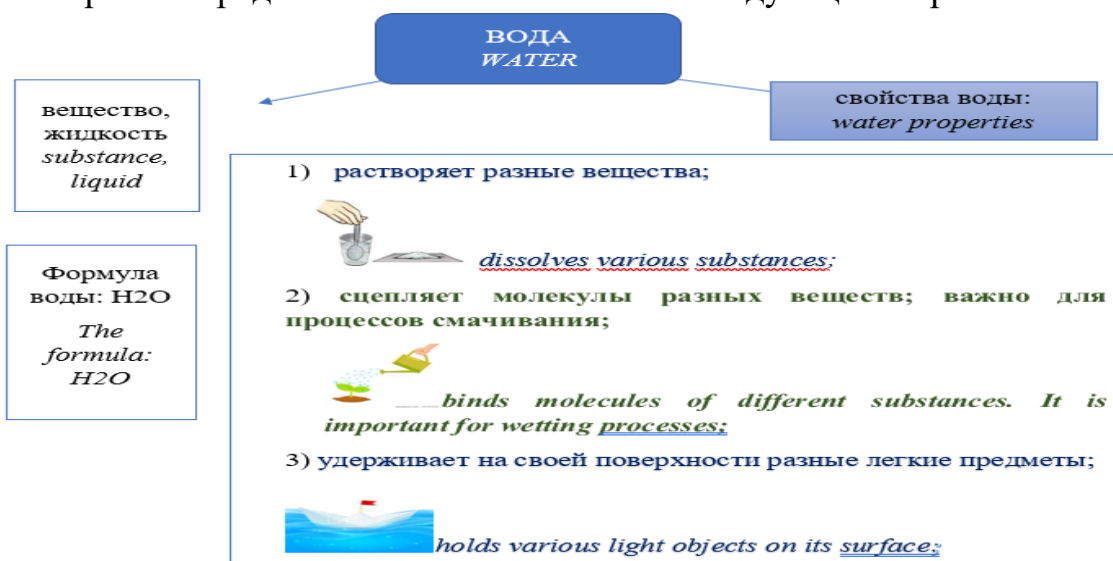 ВОДА
WATER
вещество,
жидкость
substance,
liquid
свойства воды:
water properties
Формула
воды: H2O
The
formula:
H2O
1) растворяет разные вещества;
dissolves various substances;
2) сцепляет молекулы разных веществ; важно для
процессов смачивания;
binds molecules of different substances. It is
important for wetting processes;
3) удерживает на своей поверхности разные легкие предметы;
holds various light objects on its surface;